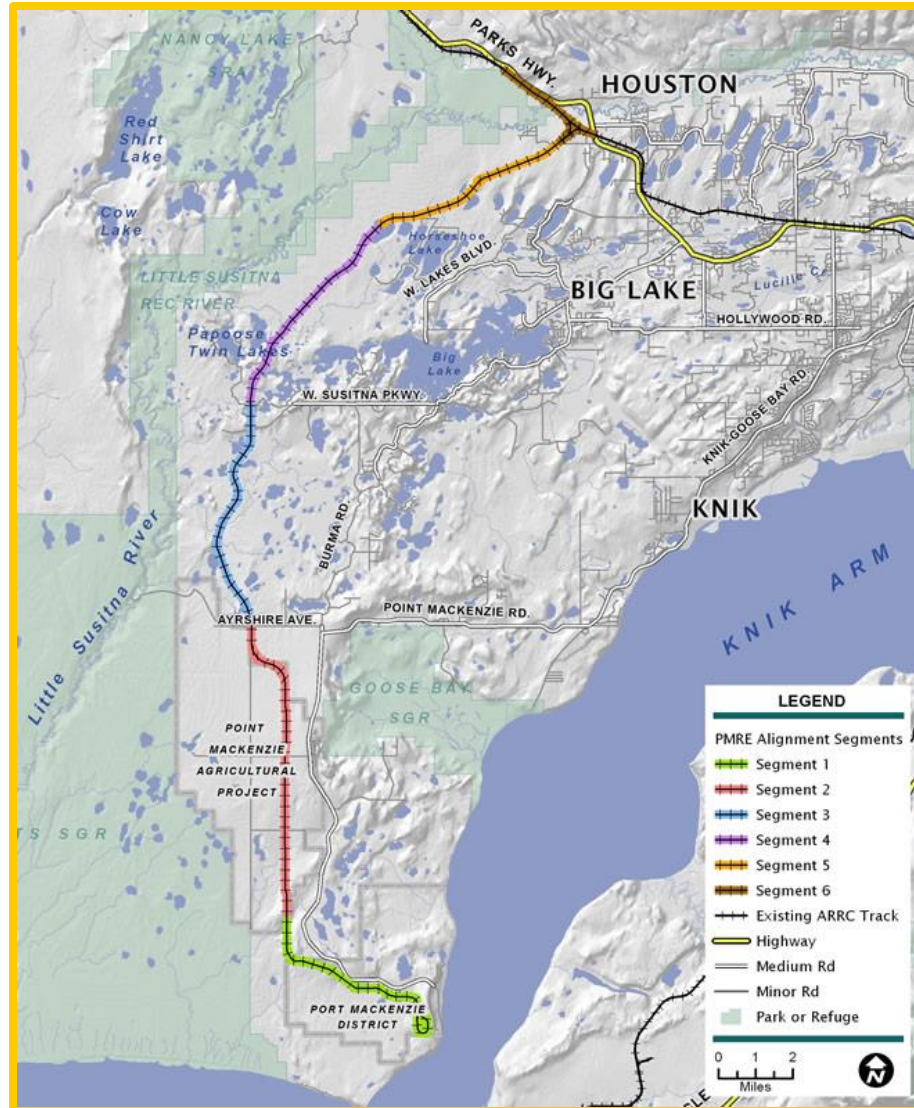 NANCY LAKE
SRA
PARKS HWY.
HOUSTON
Red
Shirt
Lake
Cow
Lake
Horseshoe
Lake
W. LAKES BLVD.
LITTLE SUSITNA
REC RIVER
BIG LAKE
Lucille Cr.
HOLLYWOOD RD.
Papoose
Twin Lakes
Big
Lake
W. SUSITNA PKWY.
KNIK-GOOSE BAY RD.
KNIK
BURMA RD.
Little Susitna River
KNIK ARM
AYRSHIRE AVE.
POINT MACKENZIE RD.
GOOSE BAY
SGR
POINT
MACKENZIE
AGRICULTURAL
PROJECT
TS SGR
PORT MACKENZIE
DISTRICT
LEGEND
PMRE Alignment Segments
Segment 1
Segment 2
Segment 3
Segment 4
Segment 5
Segment 6
Existing ARRC Track
Highway
Medium Rd
Minor Rd
Park or Refuge
0 1 2
Miles
N
SLE